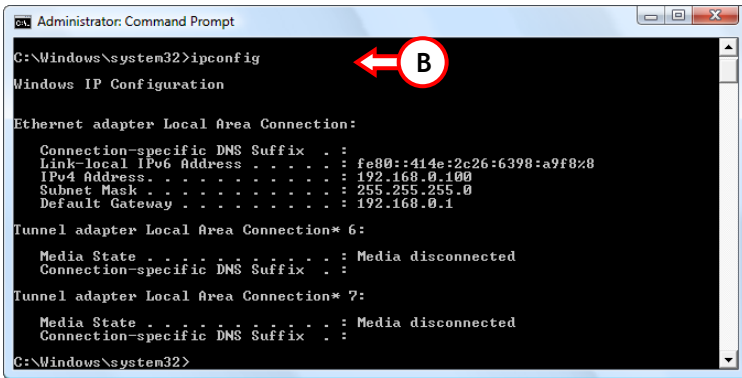 Administrator: Command Prompt
C:\Windows\system32>ipconfig
B
Windows IP Configuration
Ethernet adapter Local Area Connection:
Connection-specific DNS Suffix . :
Link-local IPv6 Address . . . . . : fe80::414e:2c26:6398:a9f8%8
IPv4 Address. . . . . . . . . . . : 192.168.0.100
Subnet Mask . . . . . . . . . . . : 255.255.255.0
Default Gateway . . . . . . . . . : 192.168.0.1
Tunnel adapter Local Area Connection* 6:
Media State . . . . . . . . . . . : Media disconnected
Connection-specific DNS Suffix . :
Tunnel adapter Local Area Connection* 7:
Media State . . . . . . . . . . . : Media disconnected
Connection-specific DNS Suffix . :
C:\Windows\system32>